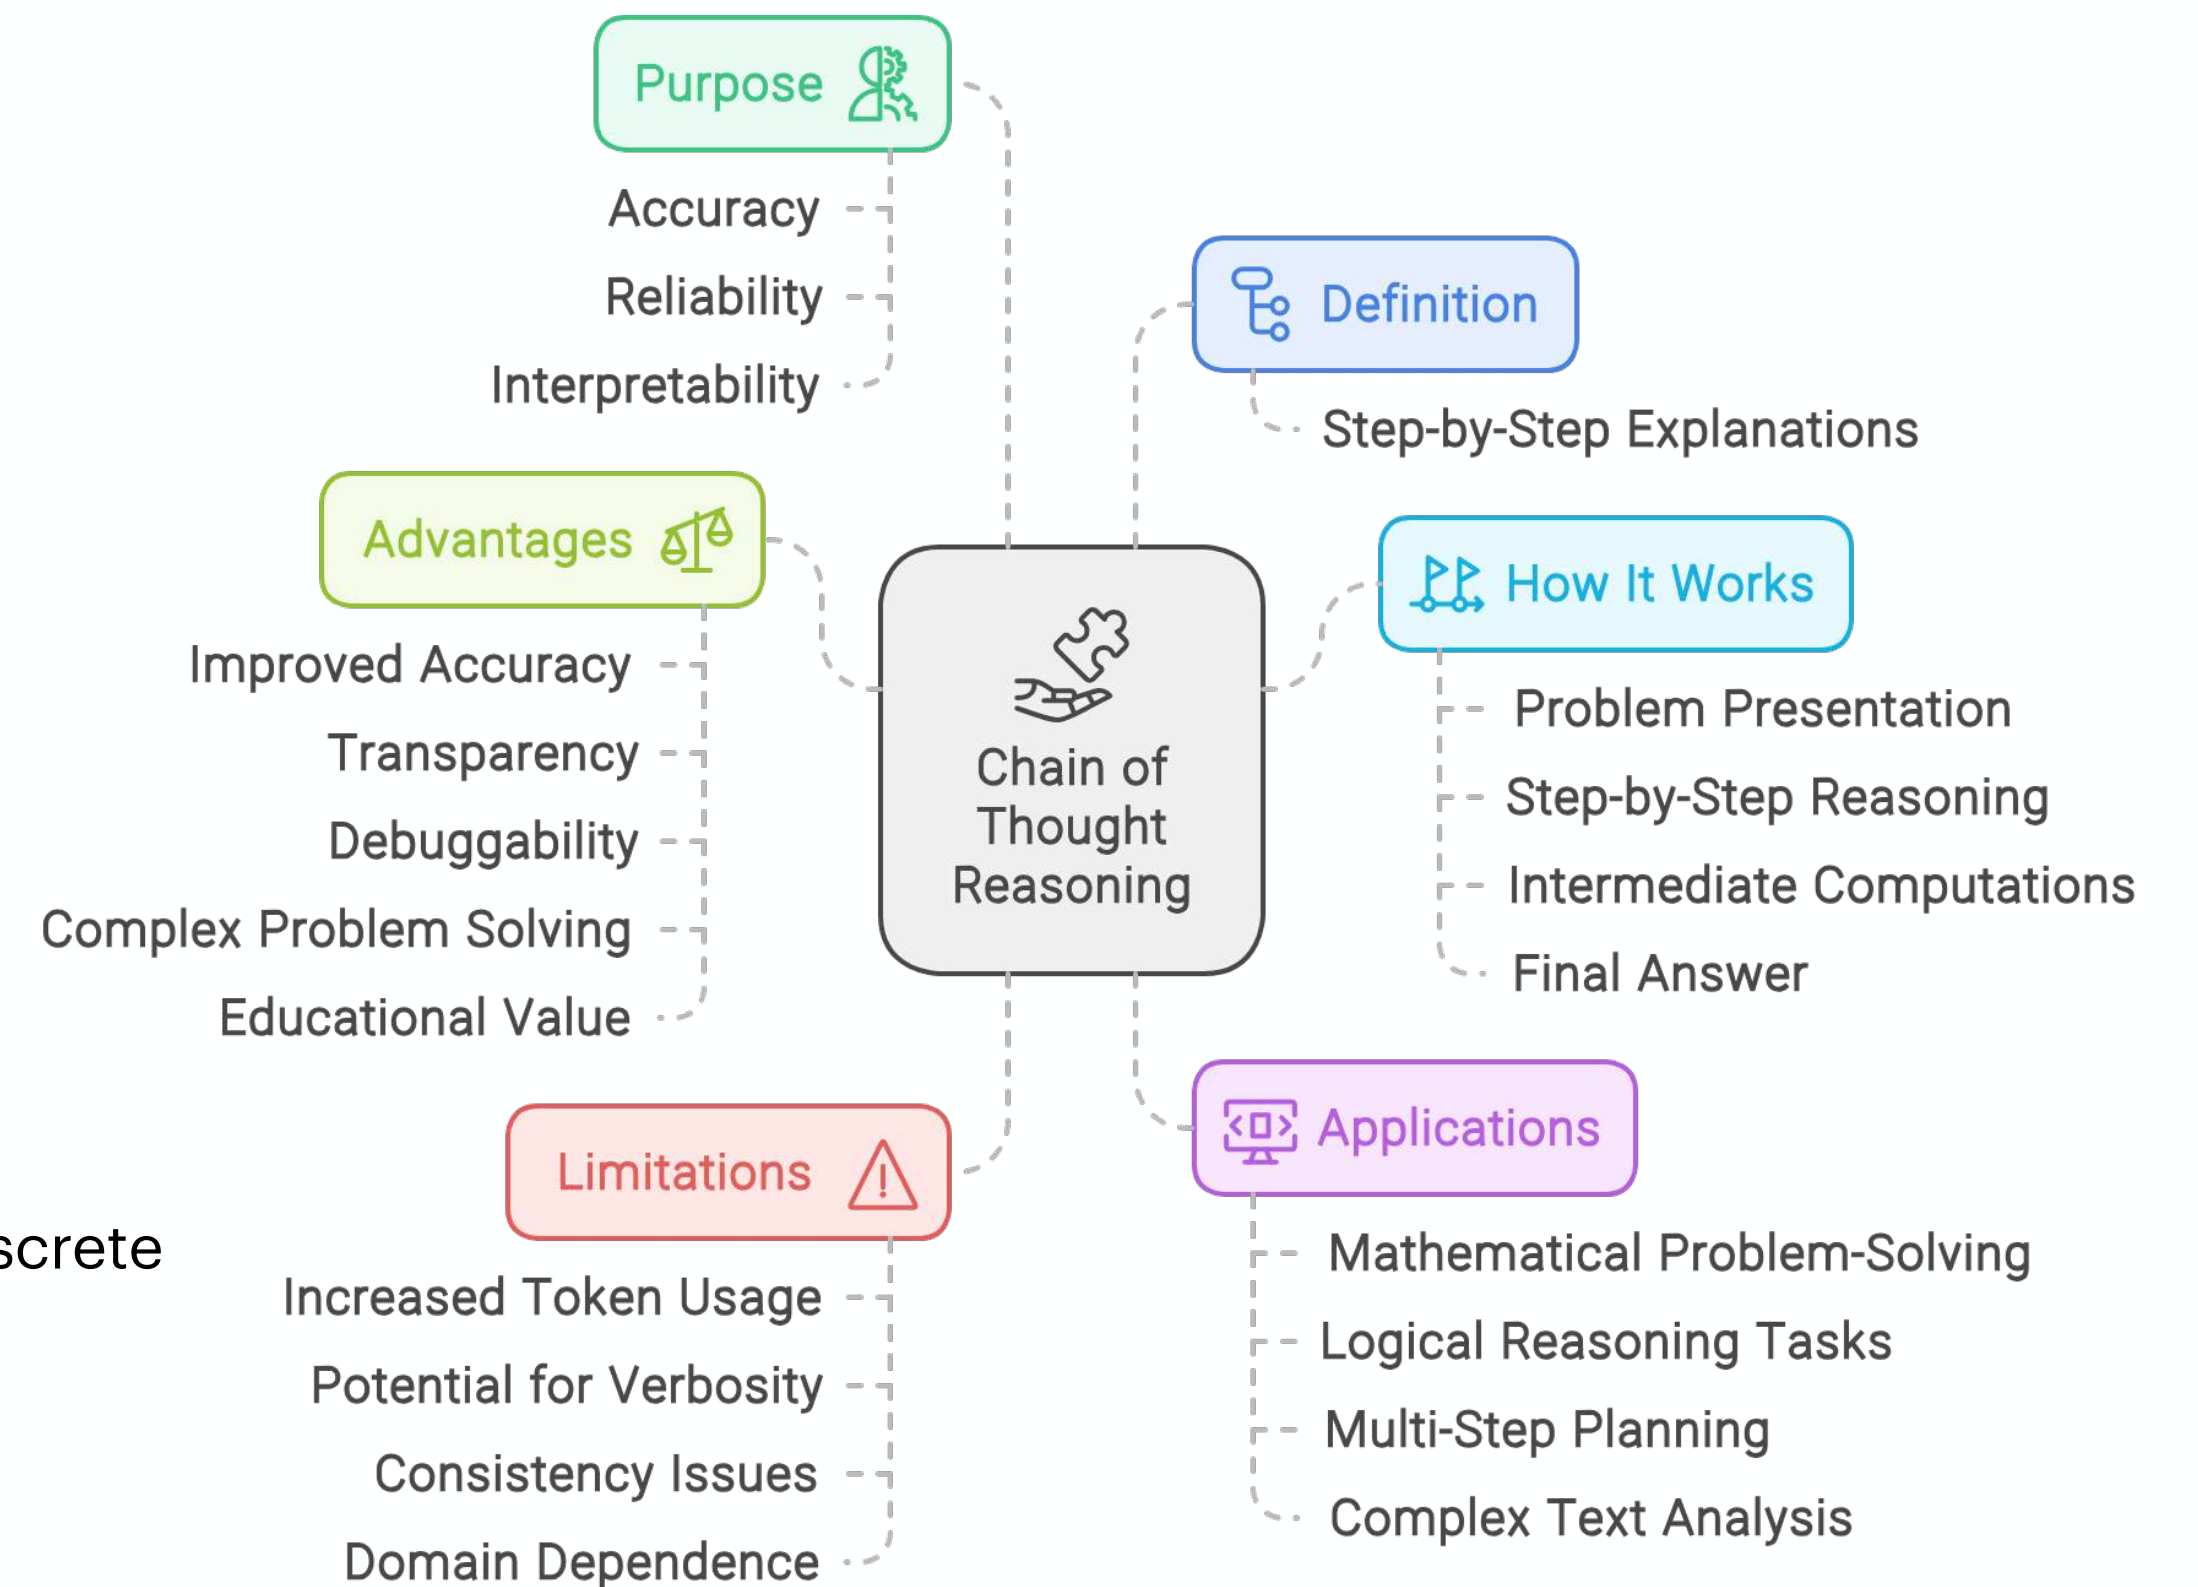 Purpose
Accuracy
Reliability
Interpretability
Definition
Step-by-Step Explanations
Advantages
Improved Accuracy
Transparency
Debuggability
Complex Problem Solving
Educational Value
How It Works
Problem Presentation
Step-by-Step Reasoning
Intermediate Computations
Final Answer
Chain of
Thought
Reasoning
Limitations
Increased Token Usage
Potential for Verbosity
Consistency Issues
Domain Dependence
Applications
Mathematical Problem-Solving
Logical Reasoning Tasks
Multi-Step Planning
Complex Text Analysis
screte